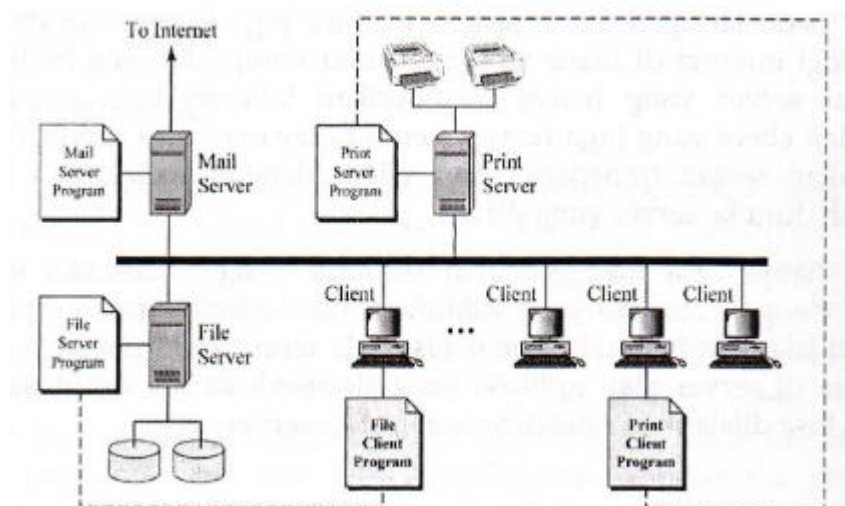 To Internet
Mail
Server
Program
Mail
Server
Print
Server
Program
Print
Server
File
Server
Program
File
Server
Client
...
Client
Client
Client
File
Client
Program
Print
Client
Program